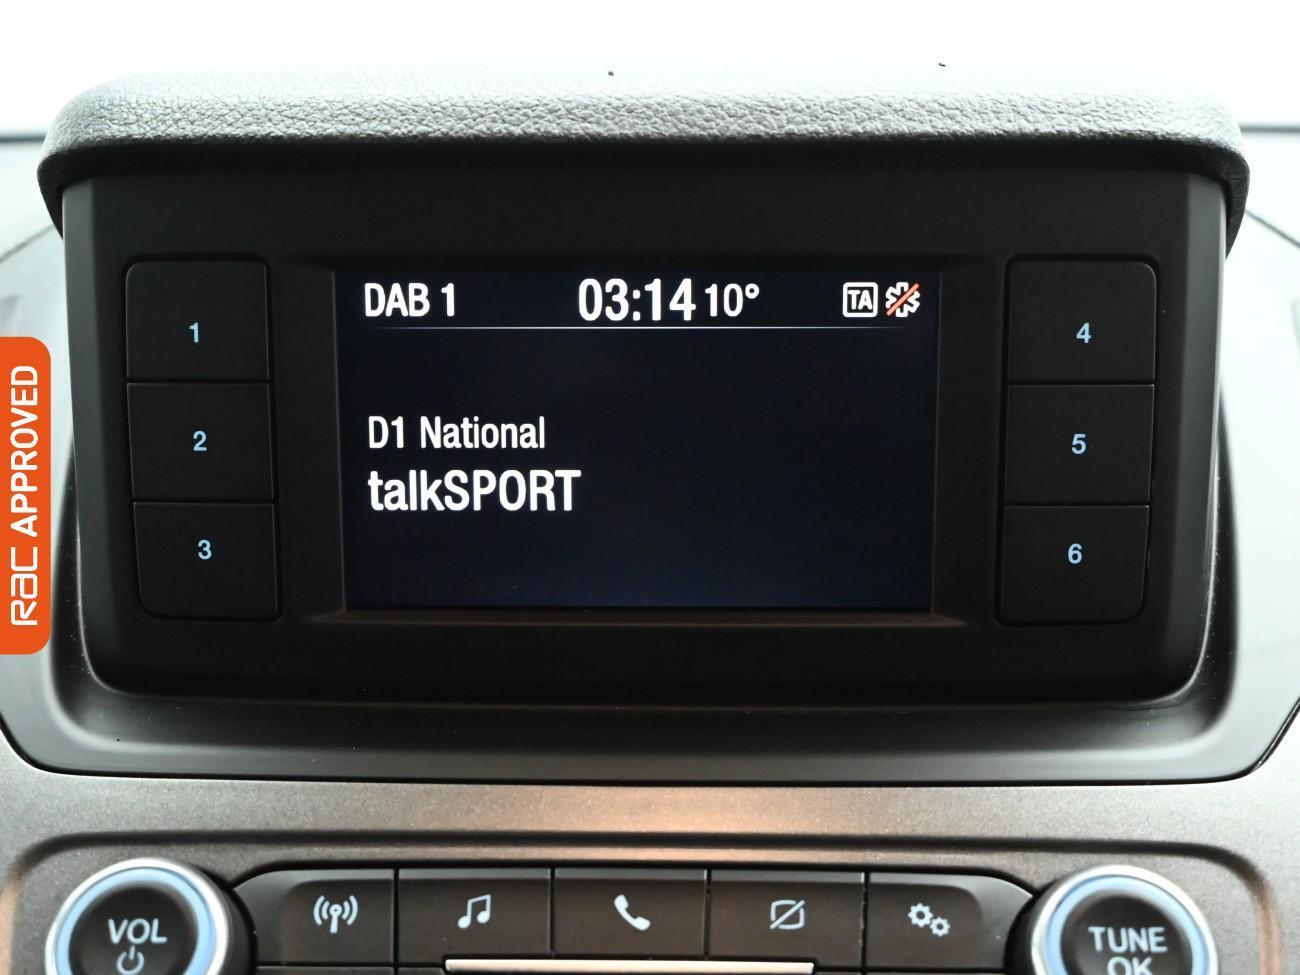 DAB 1 03:14 10° TA
D1 National
talkSPORT
1
2
3
4
5
6
RAC APPROVED
VOL
TUNE
OK